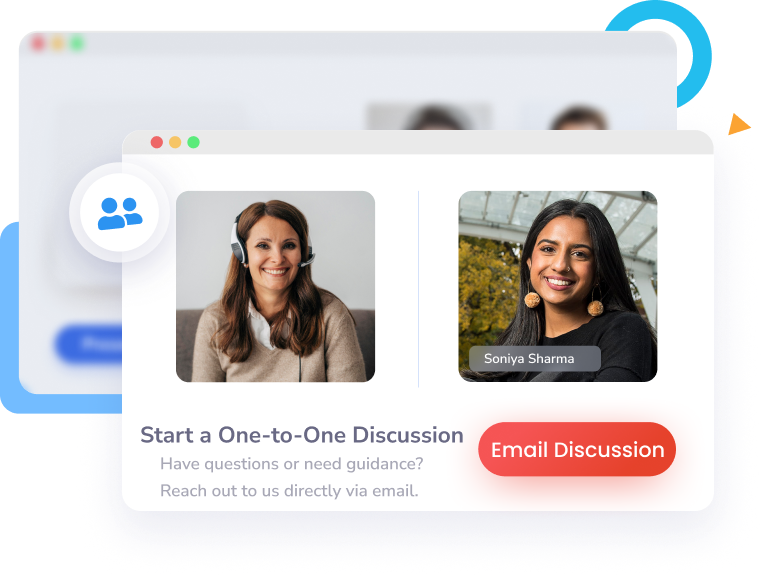 Soniya Sharma
Start a One-to-One Discussion
Email Discussion
Have questions or need guidance?
Reach out to us directly via email.